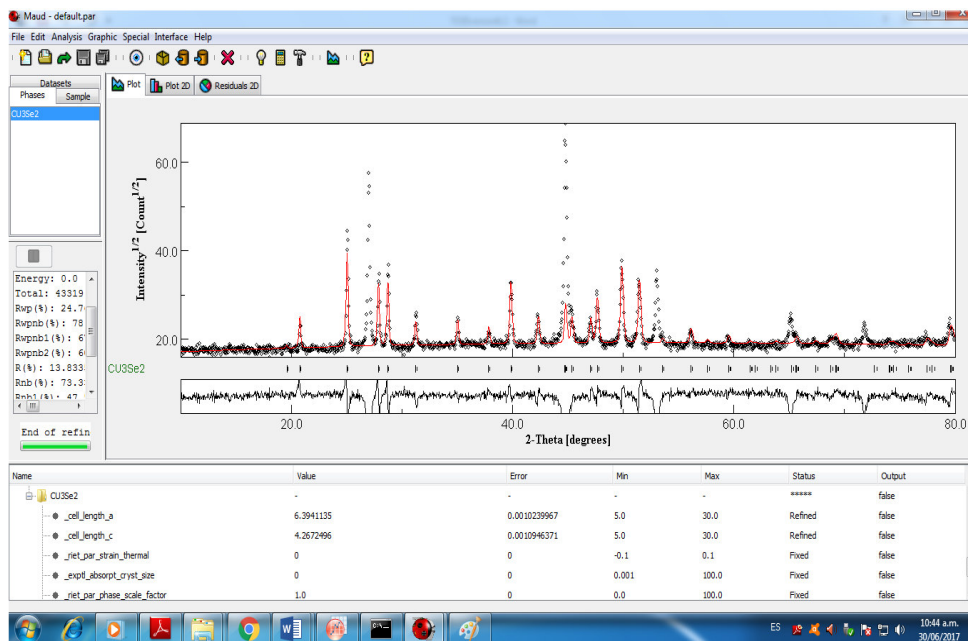 Maud - default.par
File Edit Analysis Graphic Special Interface Help
Datasets
Phases Sample
CU3Se2
Energy: 0.0
Total: 43319
Rwp(%): 24.7
Rwpnb(%): 78
Rwpnb1(%): 6
Rwpnb2(%): 6
R(%): 13.833
Rnb(%): 73.3
Rnb1(%): 47
End of refin
Plot Plot 2D Residuals 2D
Intensity1/2 [Count1/2]
60.0
40.0
20.0
CU3Se2
20.0 40.0 60.0 80.0
2-Theta [degrees]
Name Value Error Min Max Status Output
CU3Se2 - - - - ***** false
_cell_length_a 6.3941135 0.0010239967 5.0 30.0 Refined false
_cell_length_c 4.2672496 0.0010946371 5.0 30.0 Refined false
_riet_par_strain_thermal 0 0 -0.1 0.1 Fixed false
_exptl_absorpt_cryst_size 0 0 0.001 100.0 Fixed false
_riet_par_phase_scale_factor 1.0 0 0.0 100.0 Fixed false
ES 10:44 a.m.
30/06/2017